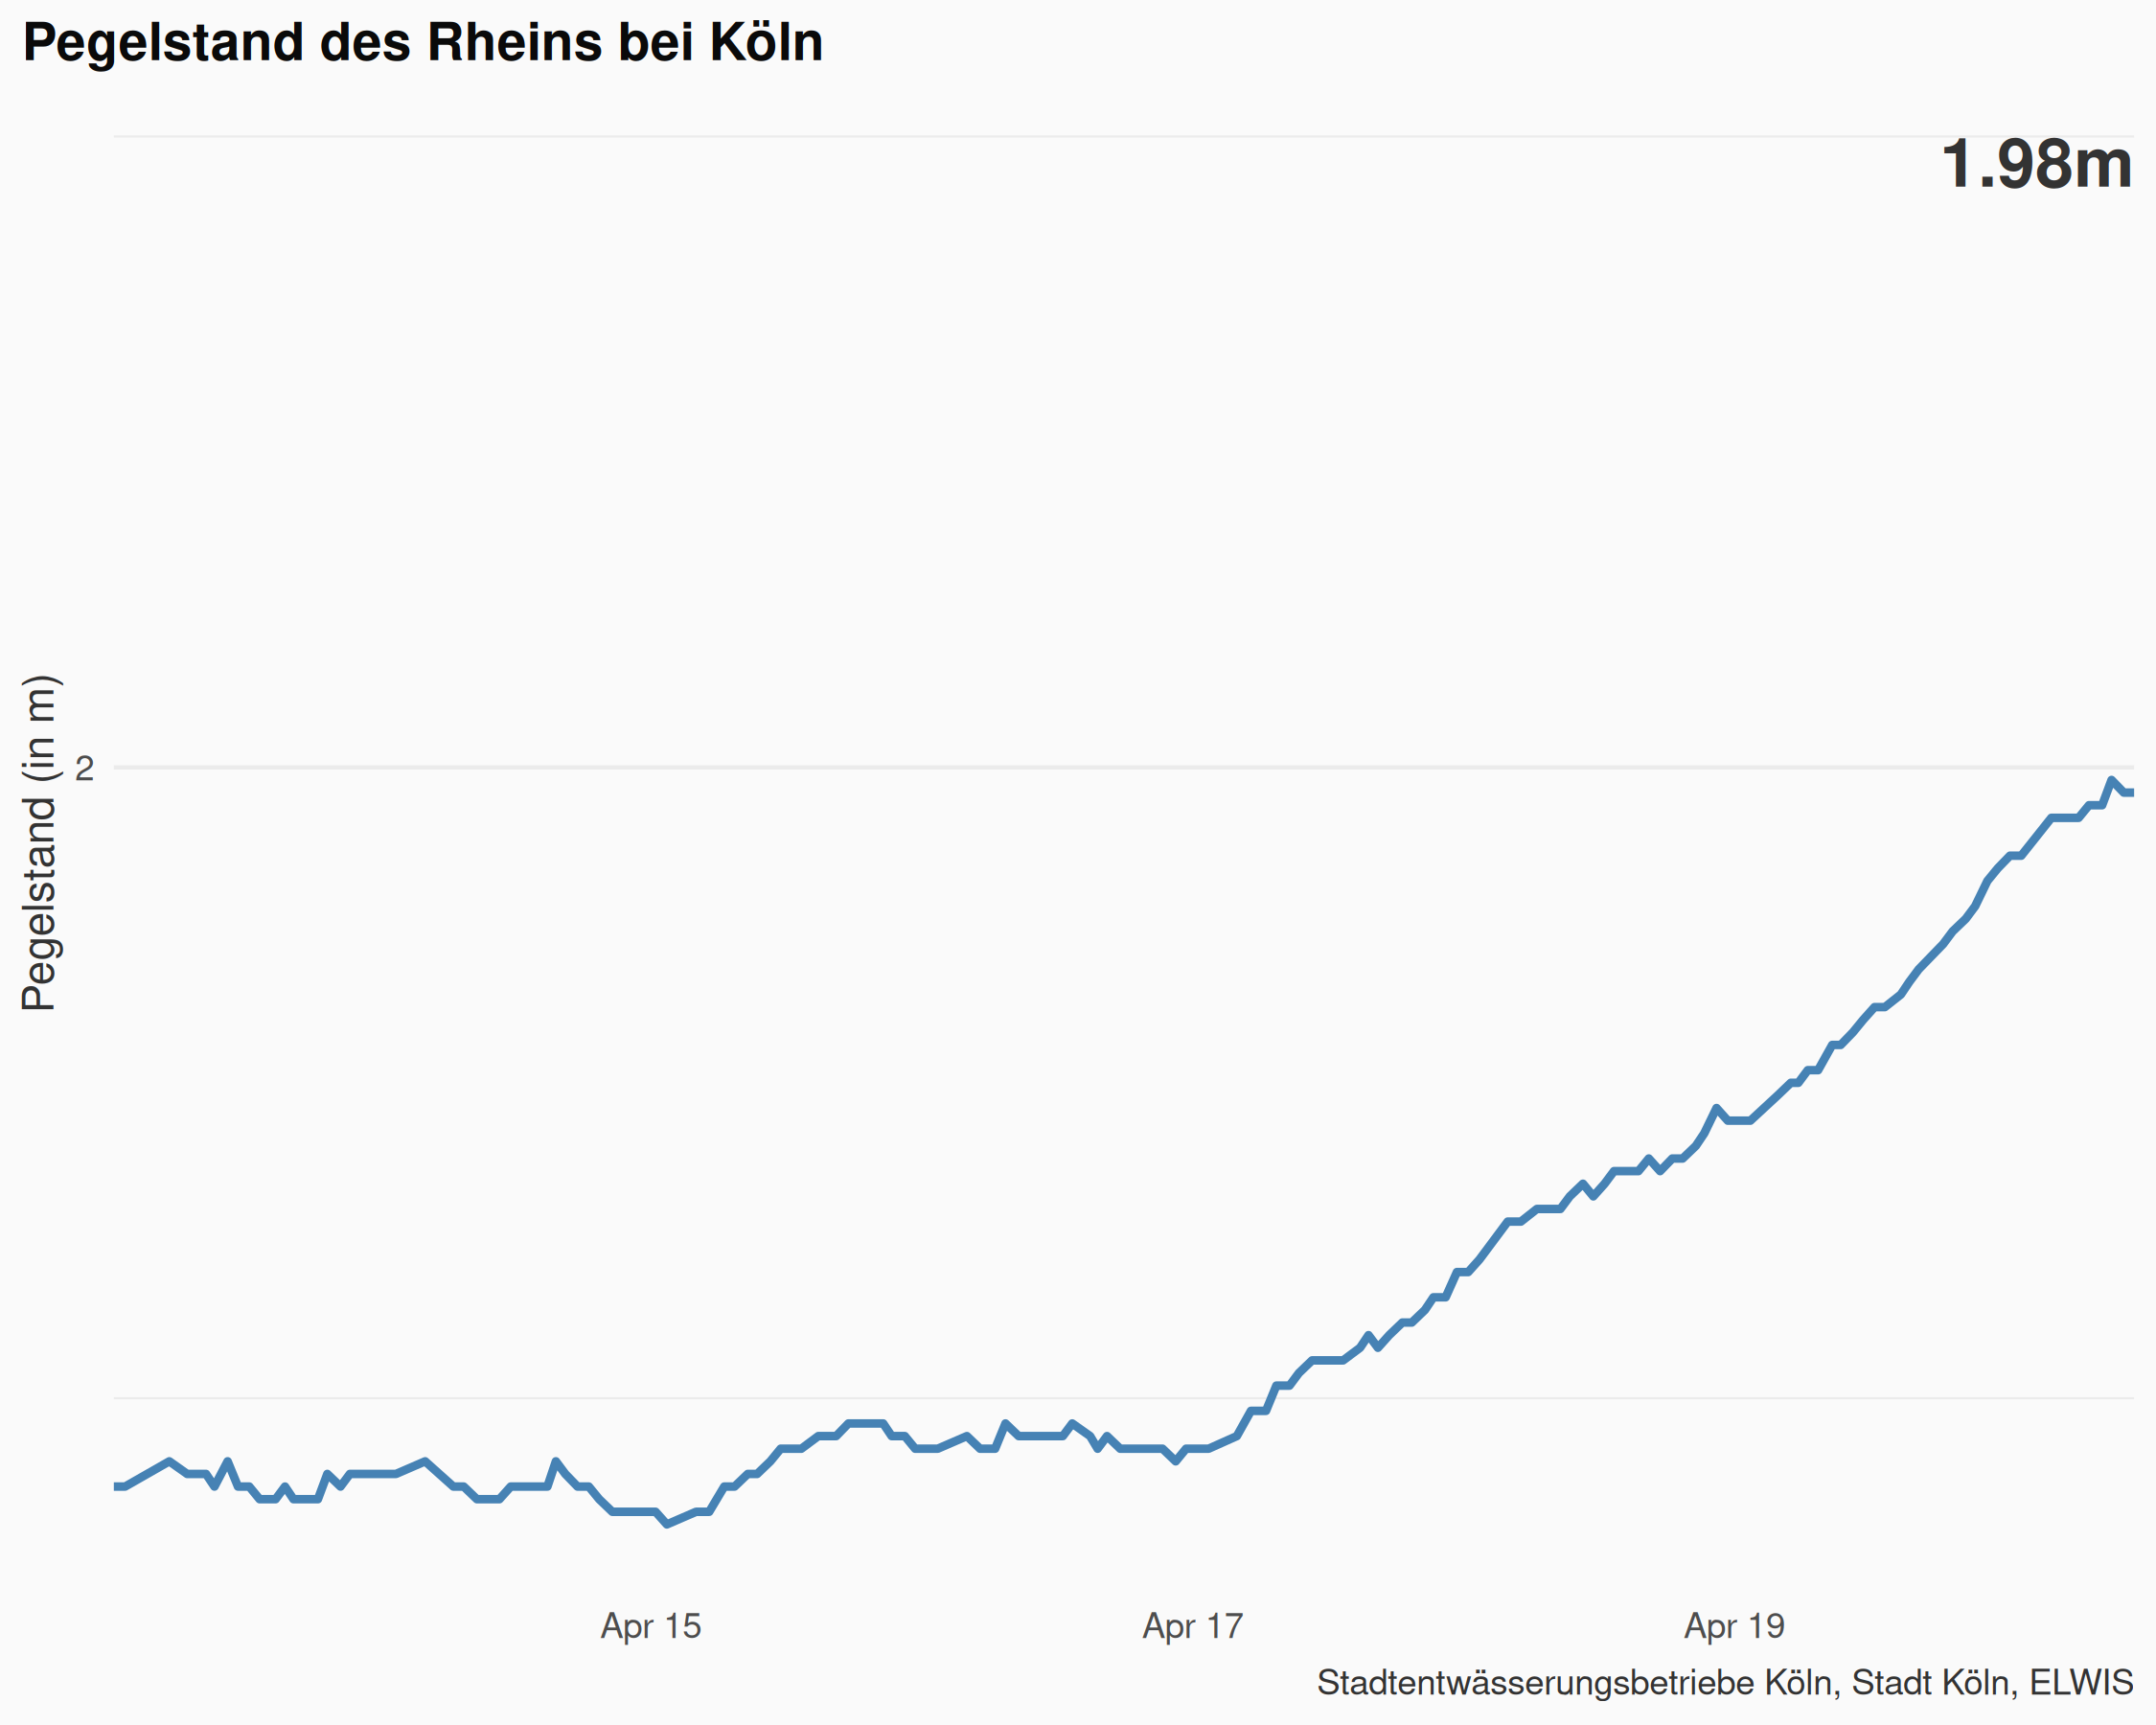 Pegelstand des Rheins bei Köln
1.98m
Pegelstand (in m)
2
Apr 15
Apr 17
Apr 19
Stadtentwässerungsbetriebe Köln, Stadt Köln, ELWIS